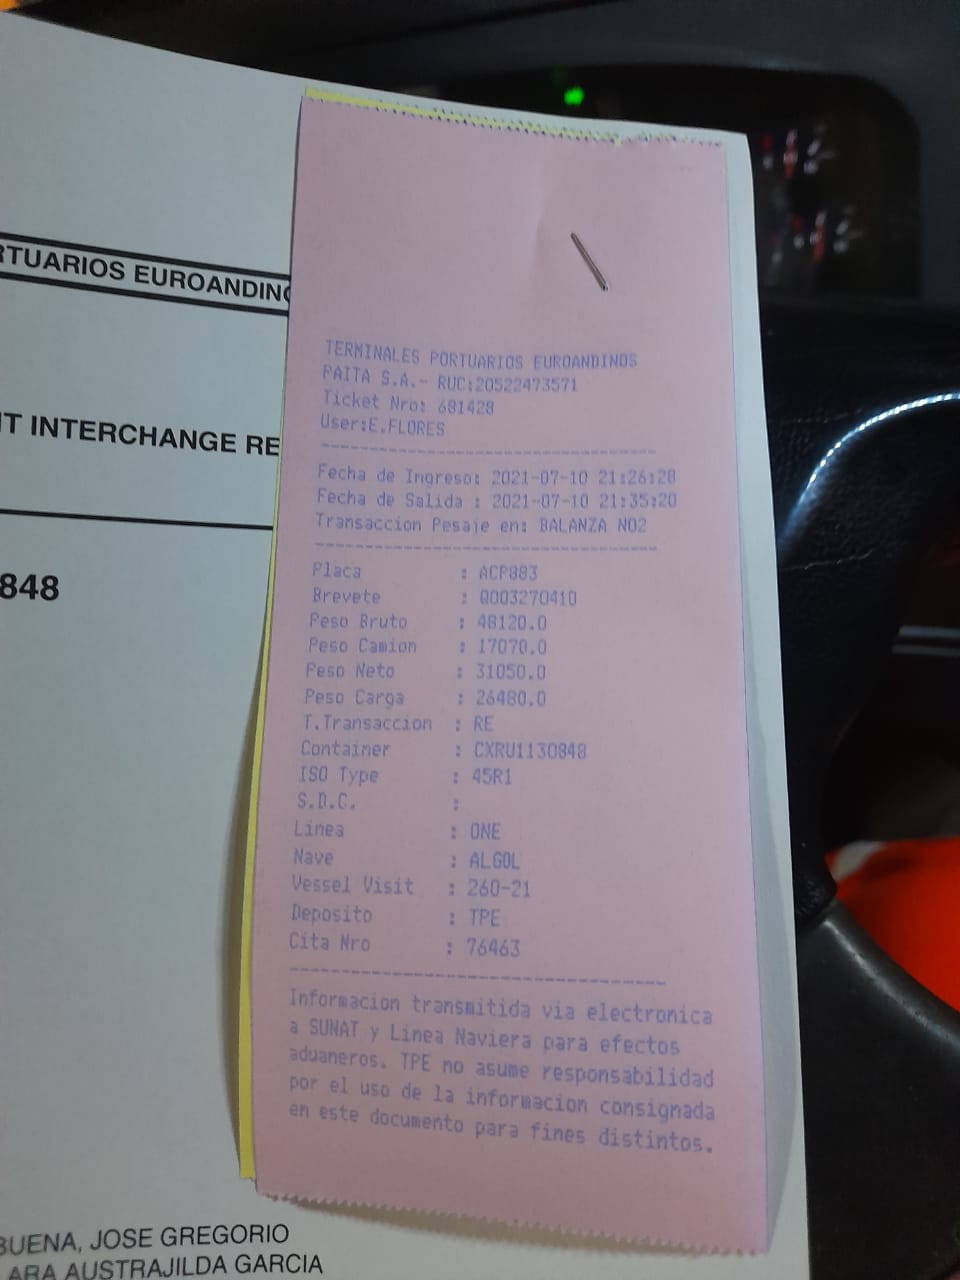 RTUARIOS EUROANDINO
IT INTERCHANGE RE
848
TERMINALES PORTUARIOS EUROANDINOS
PAITA S.A.- RUC:20522473571
Ticket Nro: 681428
User:E.FLORES
Fecha de Ingreso: 2021-07-10 21:26:28
Fecha de Salida : 2021-07-10 21:35:20
Transaccion Pesaje en: BALANZA N02
Placa : ACP883
Brevete : Q003270410
Peso Bruto : 48120.0
Peso Camion : 17070.0
Peso Neto : 31050.0
Peso Carga : 26480.0
T.Transaccion : RE
Container : CXRU1130848
ISO Type : 45R1
S.D.C. :
Linea : ONE
Nave : ALGOL
Vessel Visit : 260-21
Deposito : TPE
Cita Nro : 76463
Informacion transmitida via electronica
a SUNAT y Linea Naviera para efectos
aduaneros. TPE no asume responsabilidad
por el uso de la informacion consignada
en este documento para fines distintos.
BUENA, JOSE GREGORIO
LARA AUSTRAJILDA GARCIA